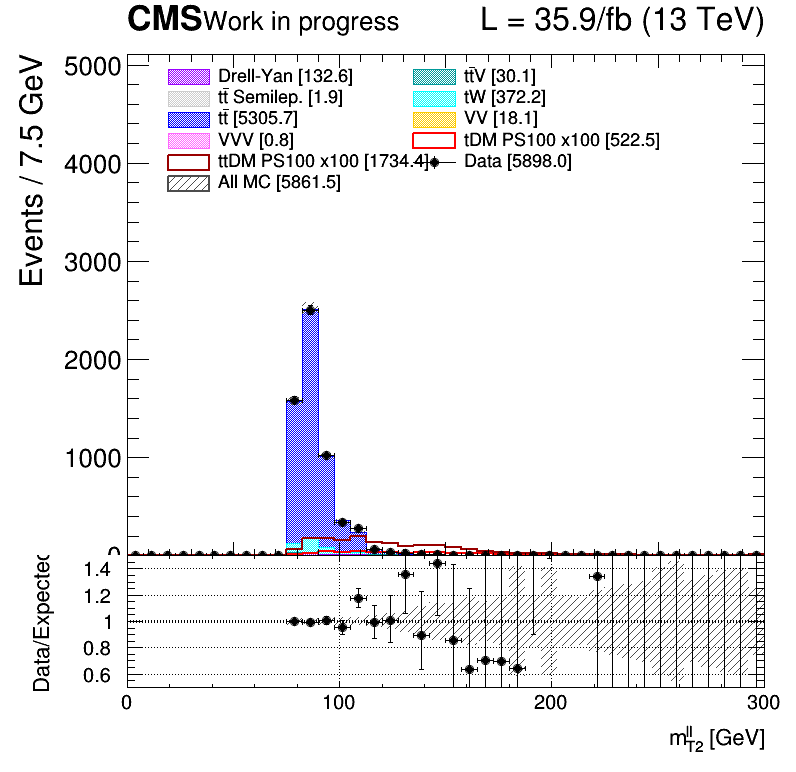 CMS Work in progress L = 35.9/fb (13 TeV)
Events / 7.5 GeV
5000
4000
3000
2000
1000
0
Drell-Yan [132.6]
tt̄ Semilep. [1.9]
tt̄ [5305.7]
VVV [0.8]
ttDM PS100 x100 [1734.4]
All MC [5861.5]
tt̄V [30.1]
tW [372.2]
VV [18.1]
tDM PS100 x100 [522.5]
Data [5898.0]
Data/Expected
1.4
1.2
1
0.8
0.6
0 100 200 300
m_{T2}^{ll} [GeV]